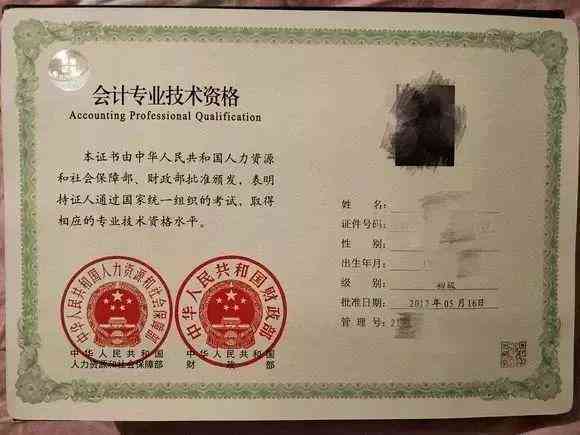 会计专业技术资格
Accounting Professional Qualification
本证书由中华人民共和国人力资源
和社会保障部、财政部批准颁发,表明
持证人通过国家统一组织的考试,取得
相应的专业技术资格水平。
姓 名:
证件号码:
性 别:
出生年月:
级 别: 初级
批准日期: 2017年05月16日
管 理 号:
中华人民共和国人力资源和社会保障部
中华人民共和国财政部
中华人民共和国
人力资源和社会保障部
中华人民共和国
财 政 部